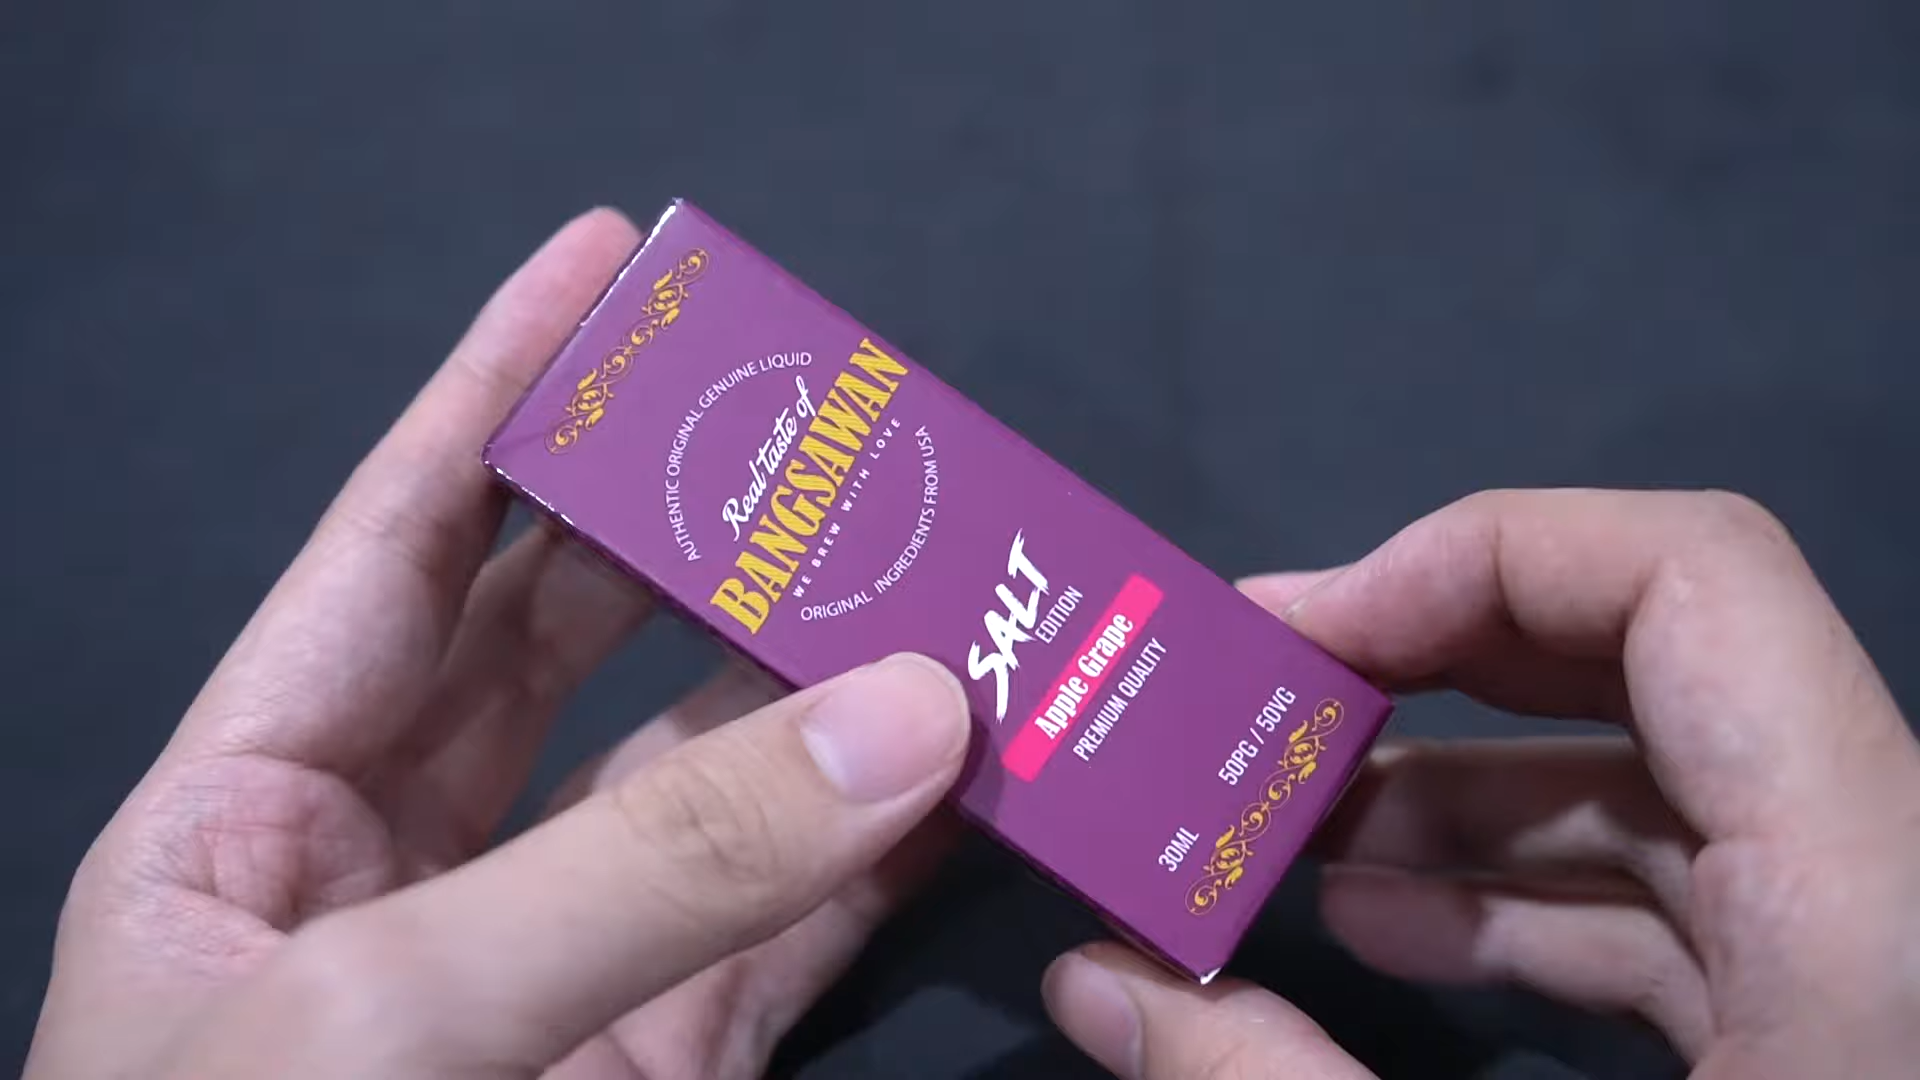 AUTHENTIC ORIGINAL GENUINE LIQUID
Real taste of
BANGSAWAN
WE BREW WITH LOVE
ORIGINAL INGREDIENTS FROM USA
SALT
EDITION
Apple Grape
PREMIUM QUALITY
30ML
50PG / 50VG